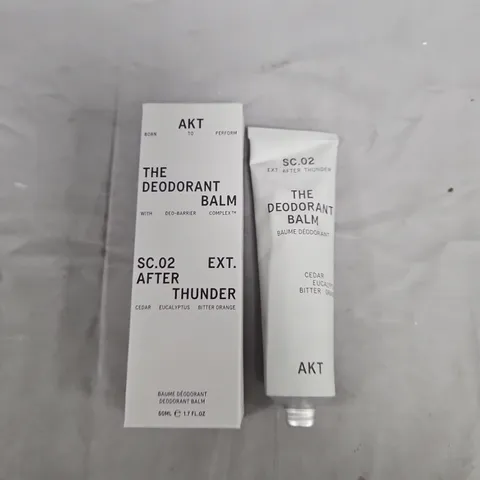 AKT
BORN TO PERFORM
THE
DEODORANT
BALM
WITH DEO-BARRIER COMPLEX™
SC.02 EXT.
AFTER
THUNDER
CEDAR EUCALYPTUS BITTER ORANGE
BAUME DÉODORANT
DEODORANT BALM
50ML ℮ 1.7 FL.OZ
SC.02
EXT. AFTER THUNDER
THE
DEODORANT
BALM
BAUME DÉODORANT
CEDAR
BITTER
AKT